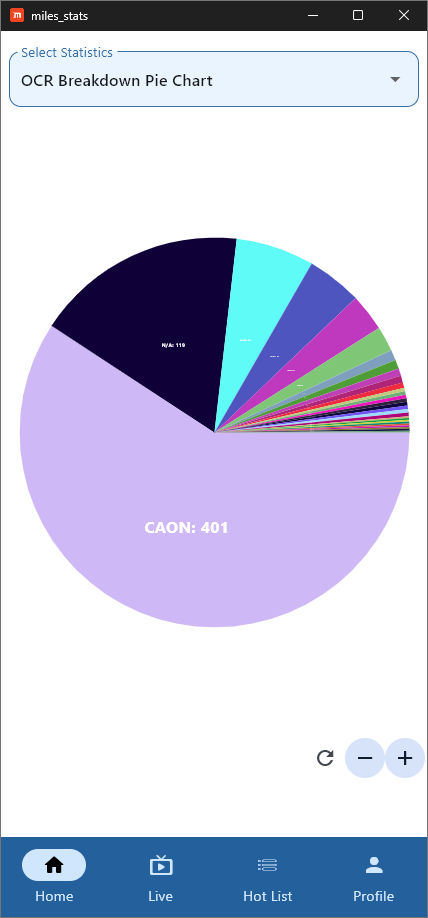 miles_stats
Select Statistics
OCR Breakdown Pie Chart
N/A: 119
CAON: 401
Home
Live
Hot List
Profile